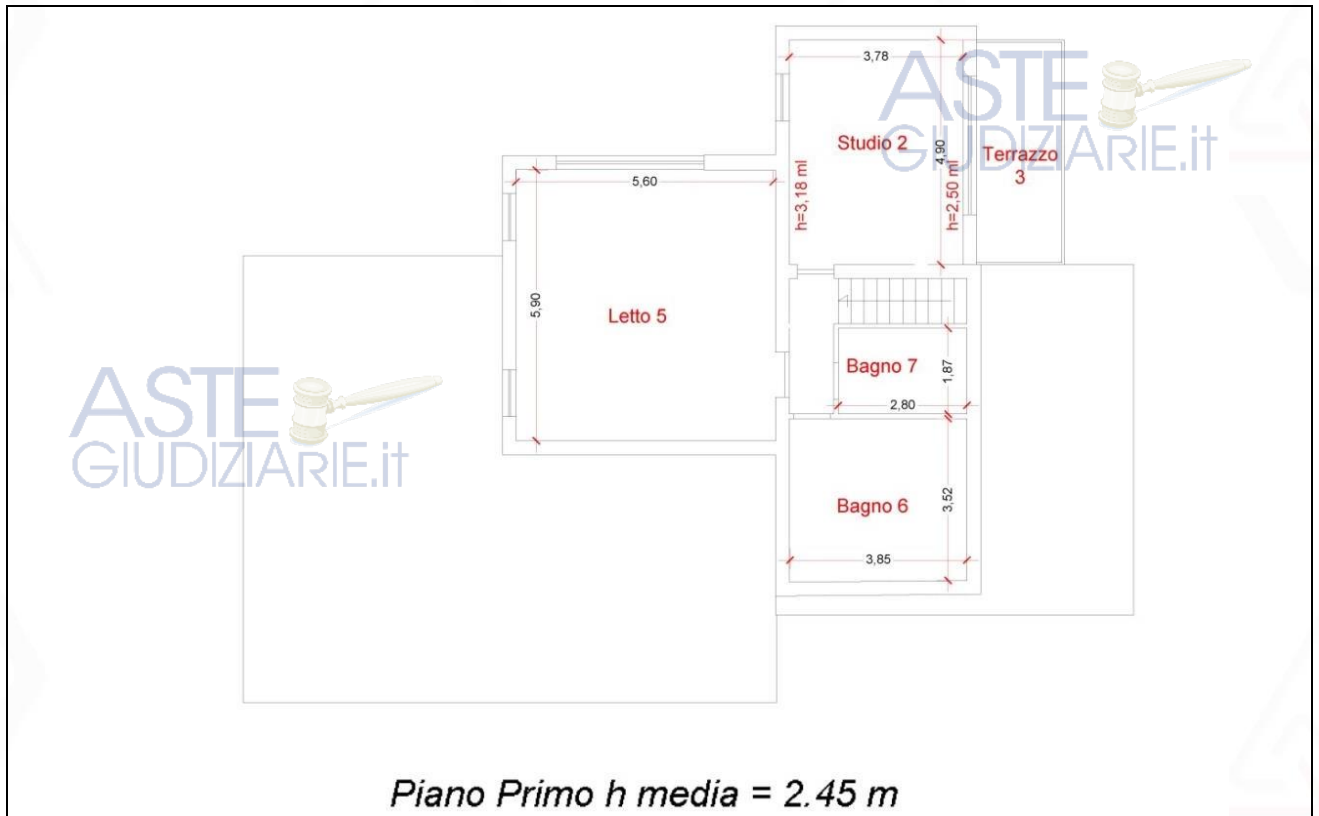 3,78
ASTE
GIUDIZIARIE.it
Studio 2
4,90
Terrazzo
3
h=3,18 ml
h=2,50 ml
5,60
5,90
Letto 5
Bagno 7
1,87
2,80
ASTE
GIUDIZIARIE.it
Bagno 6
3,52
3,85
Piano Primo h media = 2.45 m